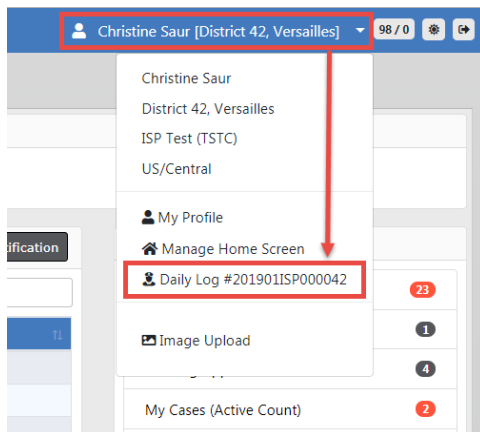 Christine Saur [District 42, Versailles]
98 / 0
Christine Saur
District 42, Versailles
ISP Test (TSTC)
US/Central
My Profile
ification
Manage Home Screen
Daily Log #201901ISP000042
23
1
Image Upload
4
My Cases (Active Count)
2